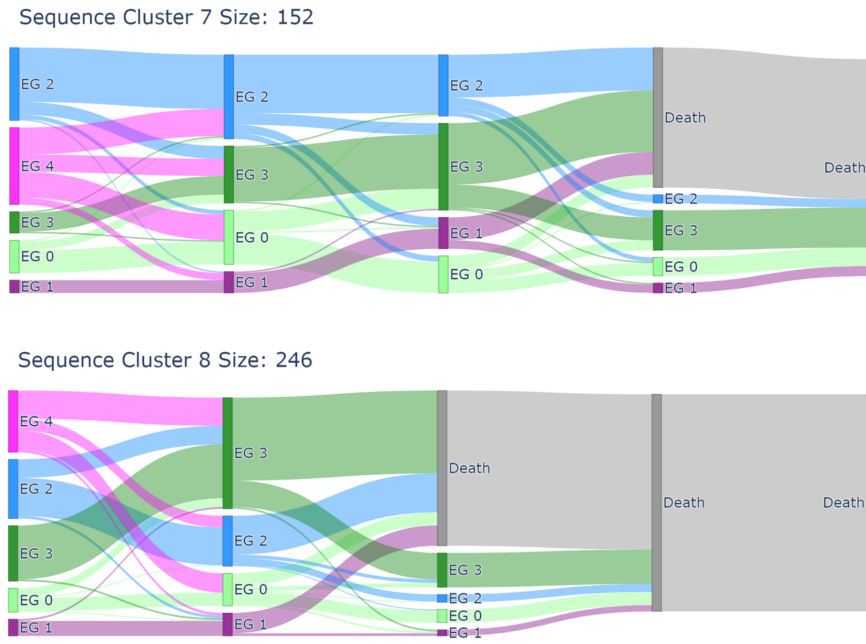 Sequence Cluster 7 Size: 152
EG 2
EG 4
EG 3
EG 0
EG 1
EG 2
EG 3
EG 0
EG 1
EG 2
EG 3
EG 1
EG 0
Death
EG 2
EG 3
EG 0
EG 1
Death
Sequence Cluster 8 Size: 246
EG 4
EG 2
EG 3
EG 0
EG 1
EG 3
EG 2
EG 0
EG 1
Death
EG 3
EG 2
EG 0
EG 1
Death
Death